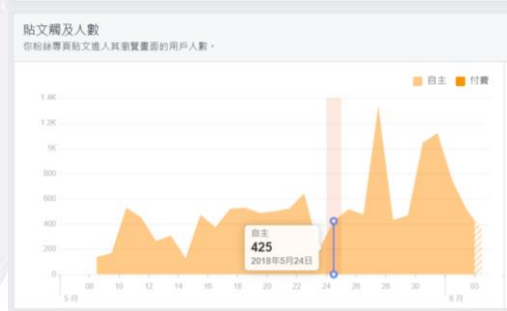 貼文觸及人數
你粉絲專頁貼文進入其瀏覽畫面的用戶人數。
自主 付費
1.4K
1.2K
1K
800
600
400
200
0
自主
425
2018年5月24日
08 10 12 14 16 18 20 22 24 26 28 30 03
5月 6月